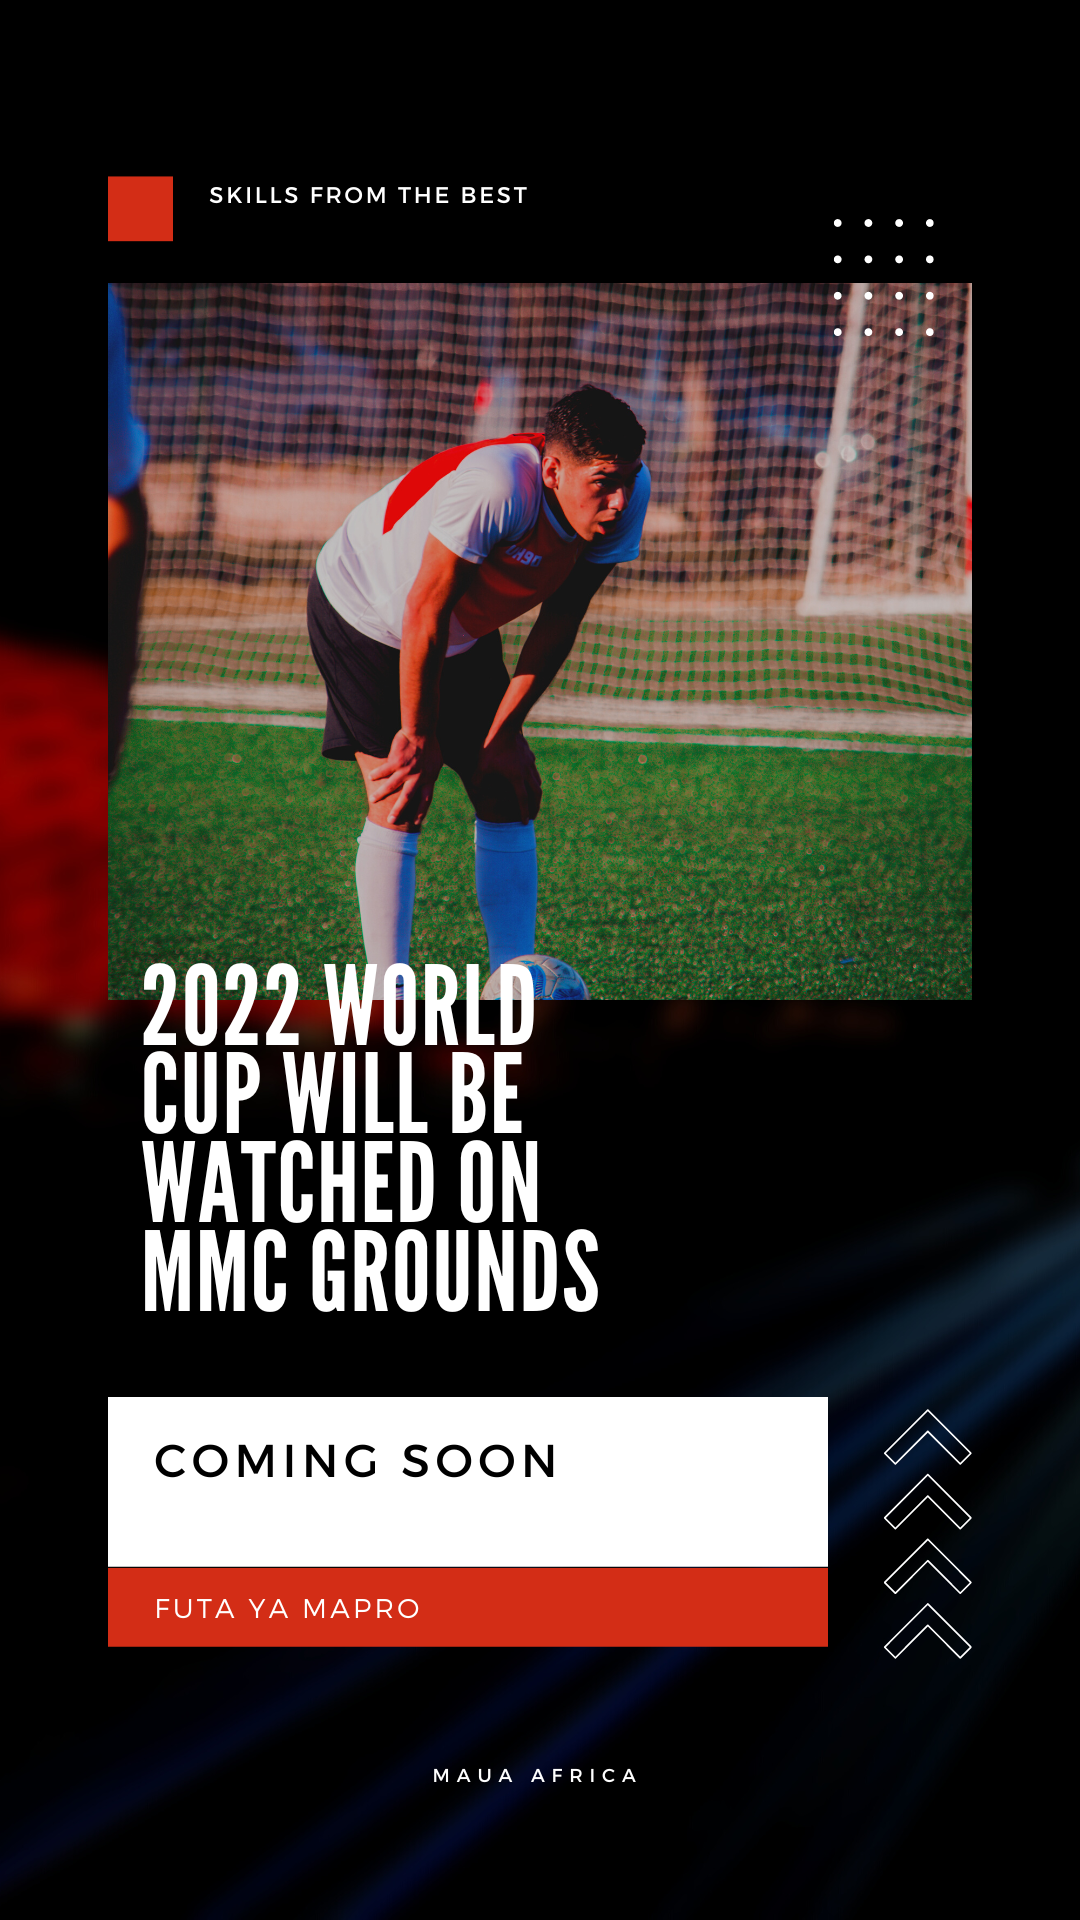 SKILLS FROM THE BEST
2022 WORLD
CUP WILL BE
WATCHED ON
MMC GROUNDS
COMING SOON
FUTA YA MAPRO
MAUA AFRICA